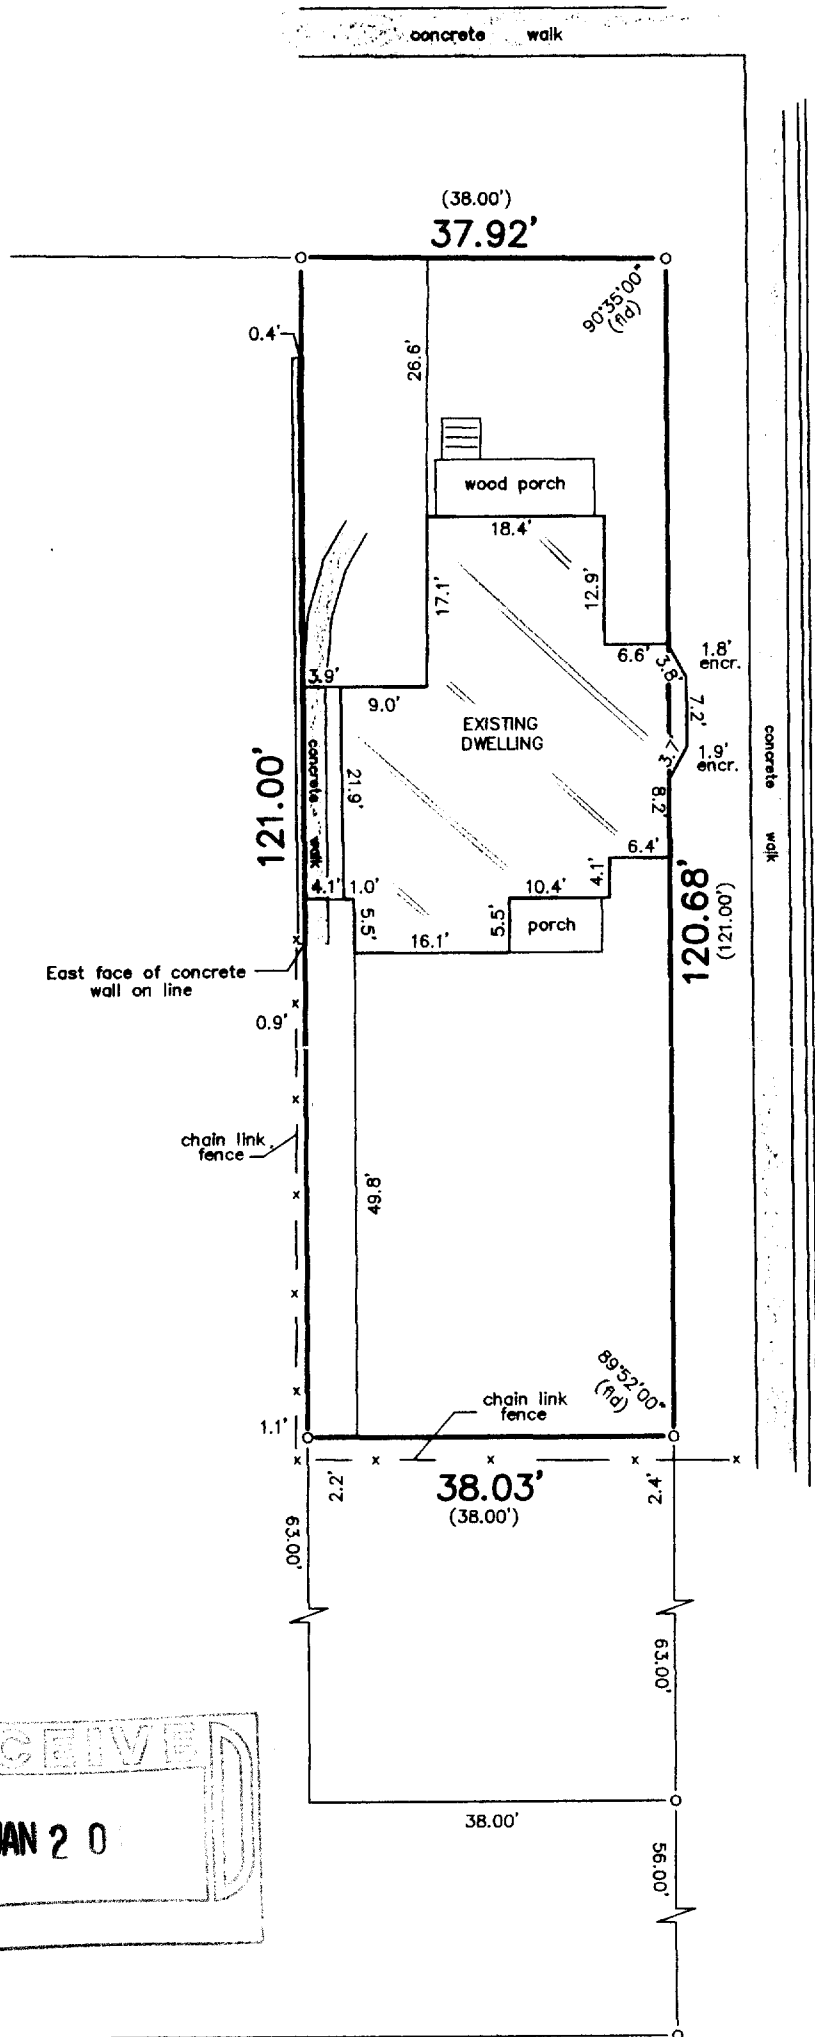 concrete walk
(38.00')
37.92'
90°35'00"
(fld)
0.4'
26.6'
wood porch
18.4'
17.1'
12.9'
6.6'
3.8'
1.8'
encr.
7.2'
3.9'
9.0'
EXISTING
DWELLING
1.9'
encr.
8.2'
concrete walk
121.00'
concrete walk
21.9'
6.4'
4.1'
4.1'
1.0'
10.4'
5.5'
5.5'
porch
16.1'
120.68'
(121.00')
East face of concrete
wall on line
0.9'
chain link
fence
49.8'
89°52'00"
(fld)
chain link
fence
1.1'
2.2'
38.03'
(38.00')
2.4'
63.00'
63.00'
CEIVED
JAN 20
38.00'
56.00'